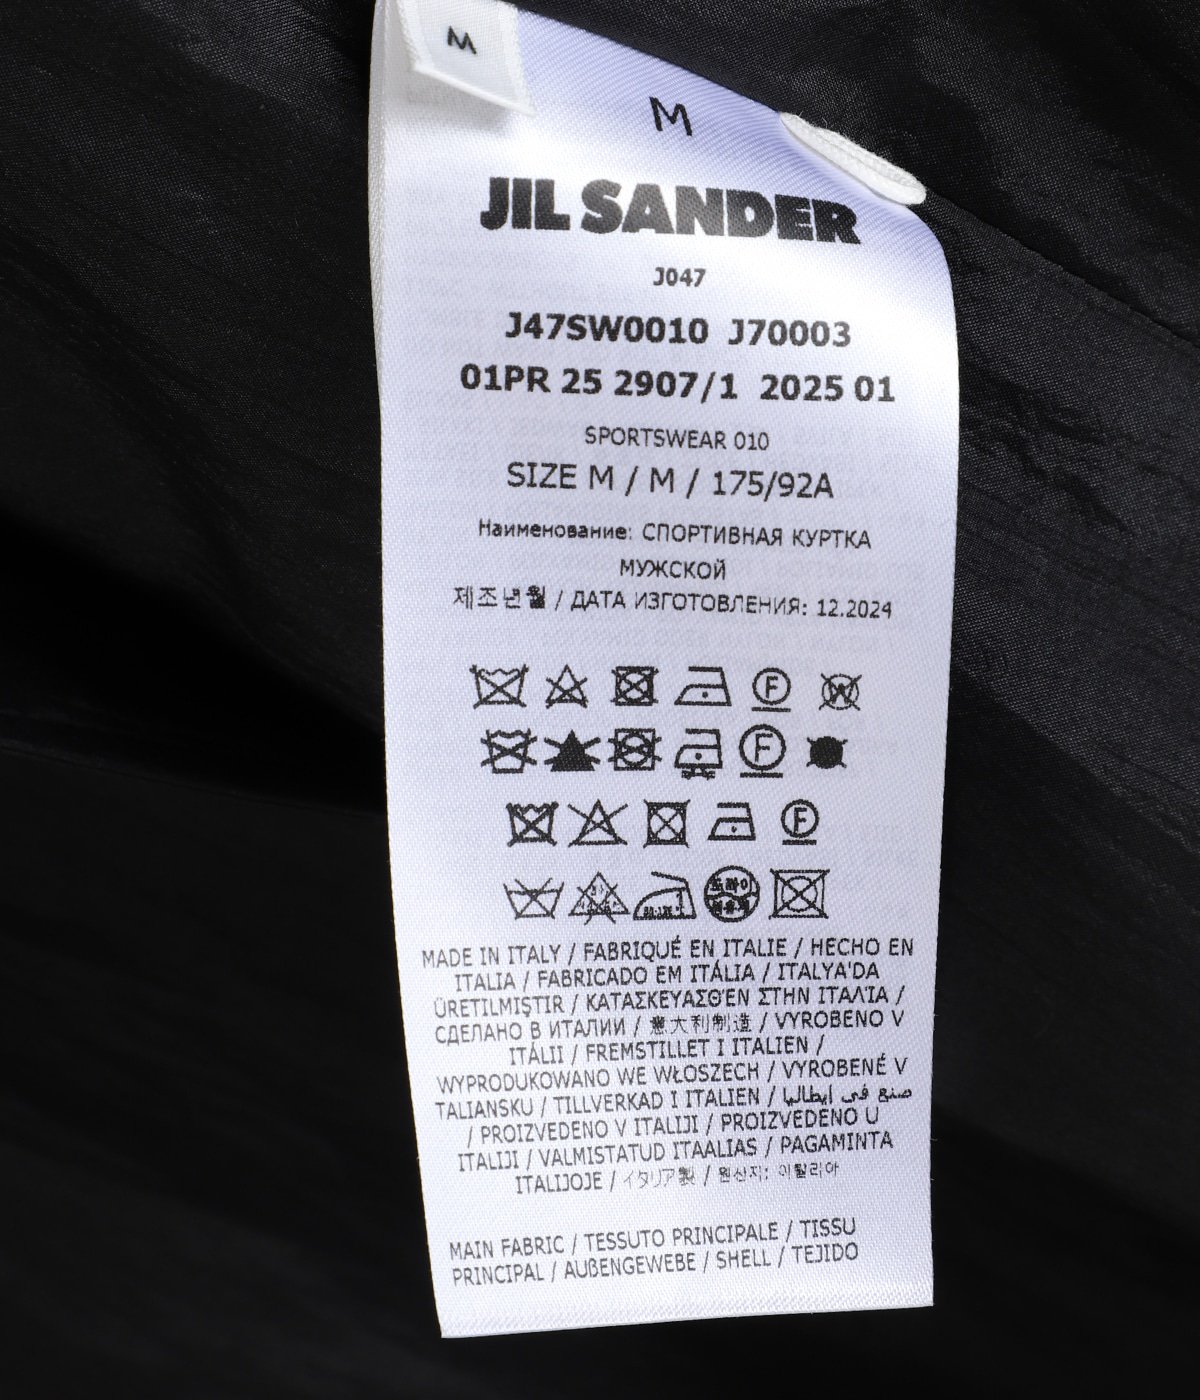 M
M
JIL SANDER
J047
J47SW0010 J70003
01PR 25 2907/1 2025 01
SPORTSWEAR 010
SIZE M / M / 175/92A
Наименование: СПОРТИВНАЯ КУРТКА
МУЖСКОЙ
제조년월 / ДАТА ИЗГОТОВЛЕНИЯ: 12.2024
F W
F
F
드라이
MADE IN ITALY / FABRIQUÉ EN ITALIE / HECHO EN
ITALIA / FABRICADO EM ITÁLIA / ITALYA'DA
ÜRETILMIŞTIR / ΚΑΤΑΣΚΕΥΑΣΘΈΝ ΣΤΗΝ ΙΤΑΛΊΑ /
СДЕЛАНО В ИТАЛИИ / 意大利制造 / VYROBENO V
ITÁLII / FREMSTILLET I ITALIEN /
WYPRODUKOWANO WE WŁOSZECH / VYROBENÉ V
TALIANSKU / TILLVERKAD I ITALIEN / صنع في ايطاليا
/ PROIZVEDENO V ITALIJI / PROIZVEDENO U
ITALIJI / VALMISTATUD ITAALIAS / PAGAMINTA
ITALIJOJE / イタリア製 / 원산지: 이탈리아
MAIN FABRIC / TESSUTO PRINCIPALE / TISSU
PRINCIPAL / AUßENGEWEBE / SHELL / TEJIDO